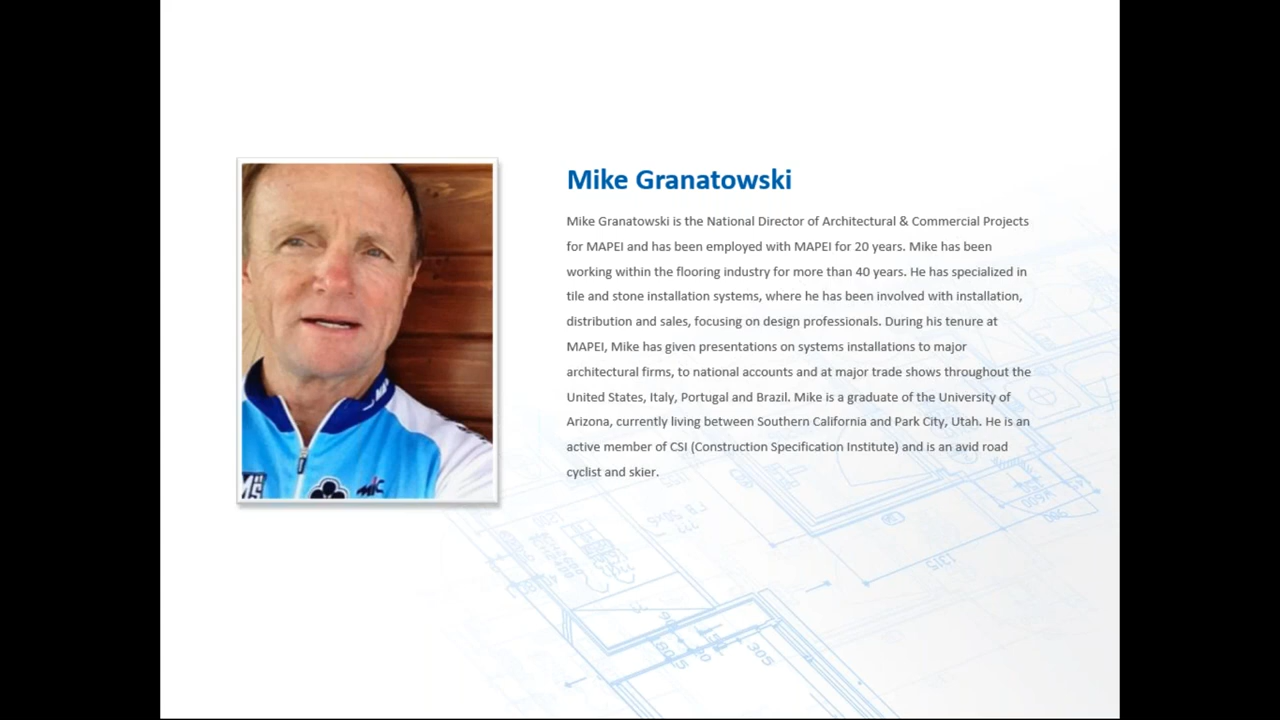 Mike Granatowski
Mike Granatowski is the National Director of Architectural & Commercial Projects
for MAPEI and has been employed with MAPEI for 20 years. Mike has been
working within the flooring industry for more than 40 years. He has specialized in
tile and stone installation systems, where he has been involved with installation,
distribution and sales, focusing on design professionals. During his tenure at
MAPEI, Mike has given presentations on systems installations to major
architectural firms, to national accounts and at major trade shows throughout the
United States, Italy, Portugal and Brazil. Mike is a graduate of the University of
Arizona, currently living between Southern California and Park City, Utah. He is an
active member of CSI (Construction Specification Institute) and is an avid road
cyclist and skier.
1315
305